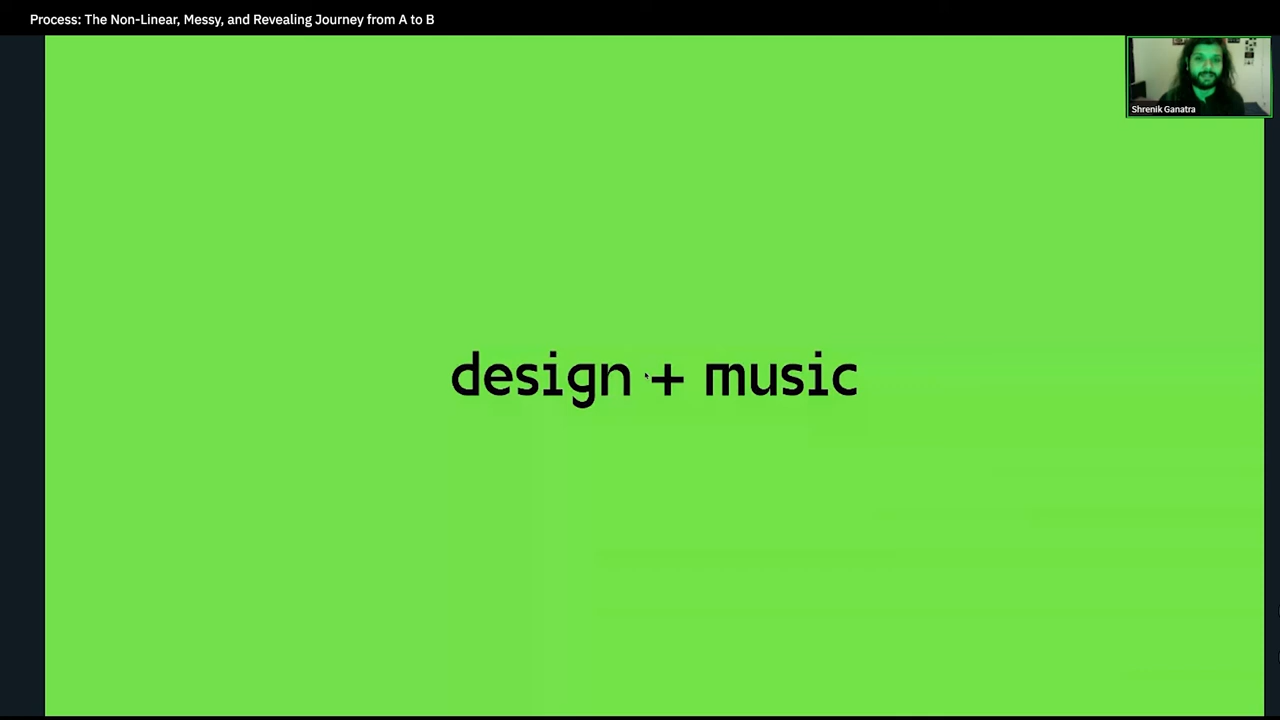 Process: The Non-Linear, Messy, and Revealing Journey from A to B
Shrenik Ganatra
design + music